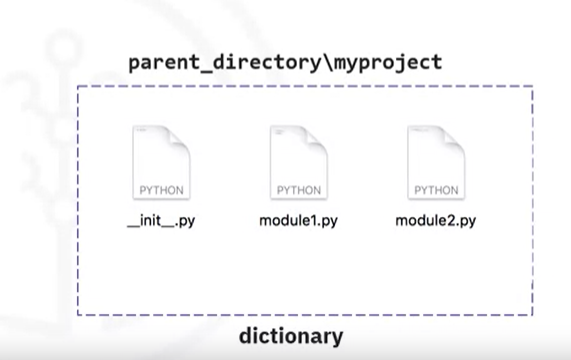 parent_directory\myproject
PYTHON PYTHON PYTHON
__init__.py module1.py module2.py
dictionary